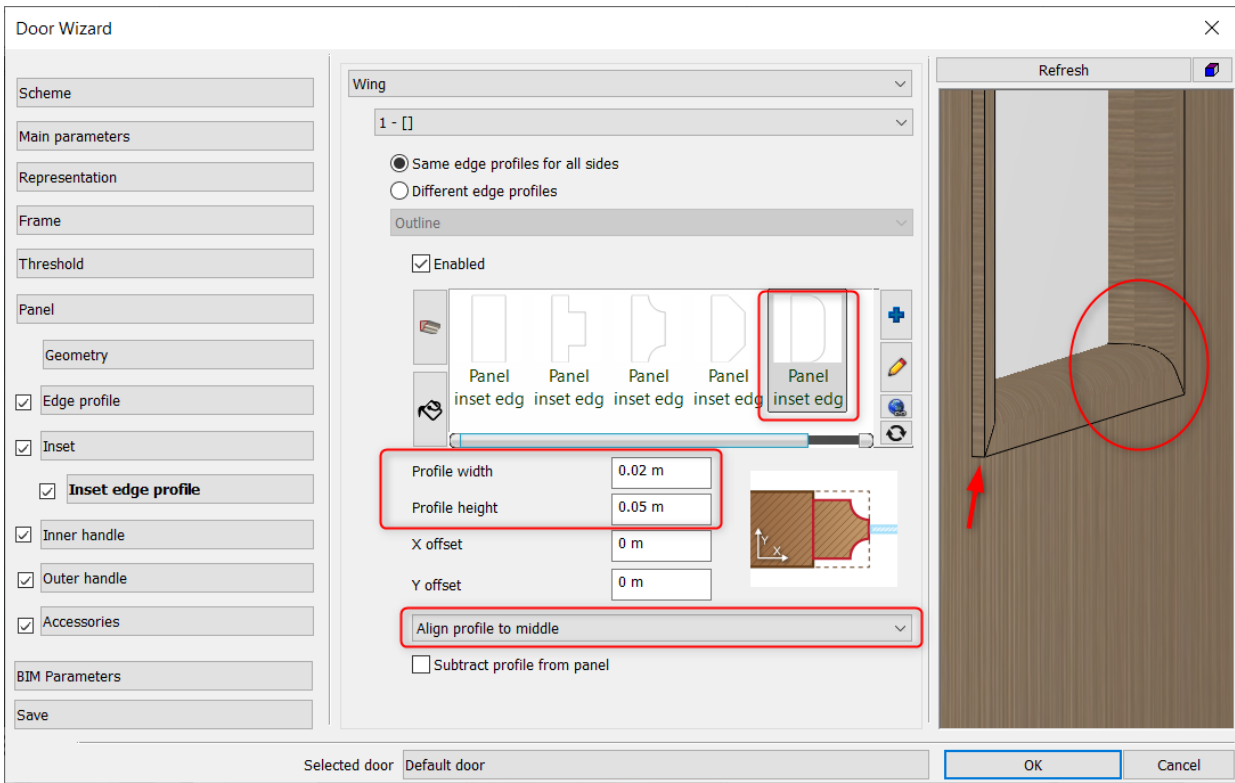 Door Wizard
Scheme
Main parameters
Representation
Frame
Threshold
Panel
Geometry
Edge profile
Inset
Inset edge profile
Inner handle
Outer handle
Accessories
BIM Parameters
Save
Wing
1 - []
Same edge profiles for all sides
Different edge profiles
Outline
Enabled
Panel Panel Panel Panel Panel
inset edg inset edg inset edg inset edg inset edg
Profile width 0.02 m
Profile height 0.05 m
X offset 0 m
Y offset 0 m
Y
X
Align profile to middle
Subtract profile from panel
Refresh
Selected door Default door
OK Cancel